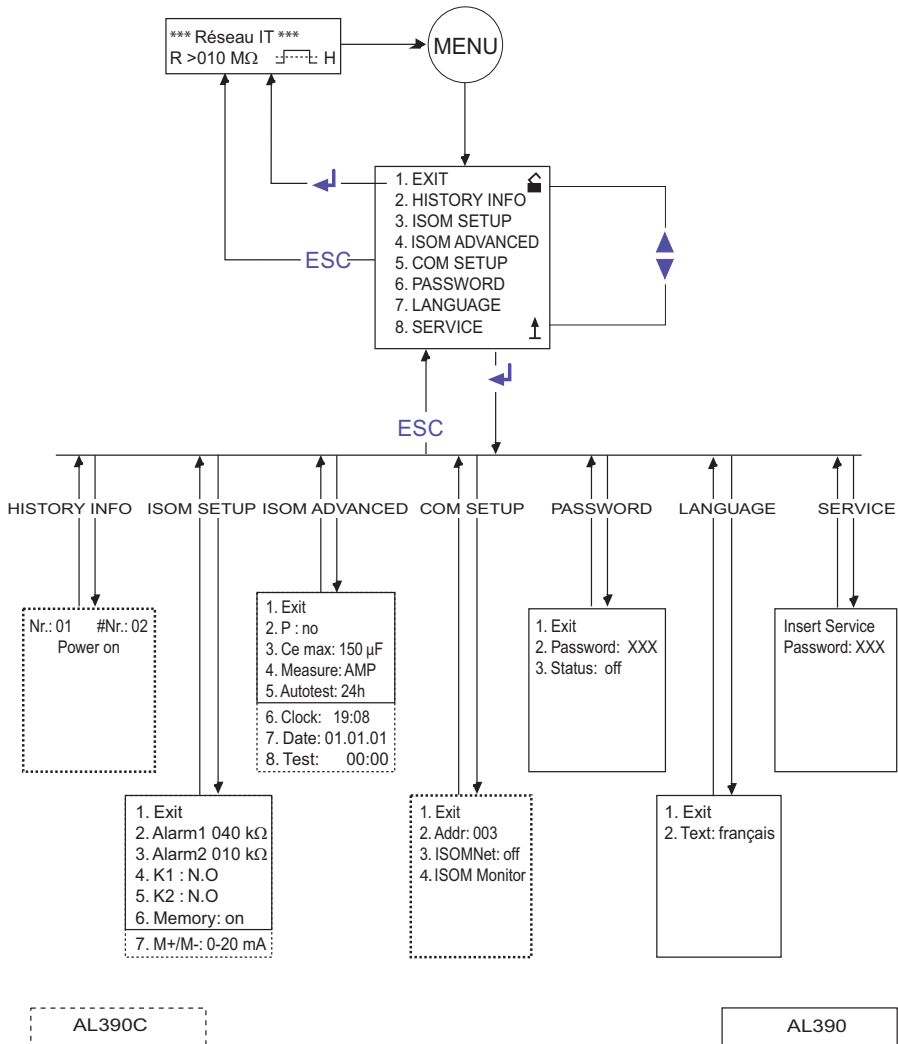 *** Réseau IT ***
R >010 MΩ H
MENU
1. EXIT
2. HISTORY INFO
3. ISOM SETUP
4. ISOM ADVANCED
5. COM SETUP
6. PASSWORD
7. LANGUAGE
8. SERVICE
ESC
ESC
HISTORY INFO ISOM SETUP ISOM ADVANCED COM SETUP PASSWORD LANGUAGE SERVICE
Nr.: 01 #Nr.: 02
Power on
1. Exit
2. P : no
3. Ce max: 150 µF
4. Measure: AMP
5. Autotest: 24h
6. Clock: 19:08
7. Date: 01.01.01
8. Test: 00:00
1. Exit
2. Password: XXX
3. Status: off
Insert Service
Password: XXX
1. Exit
2. Alarm1 040 kΩ
3. Alarm2 010 kΩ
4. K1 : N.O
5. K2 : N.O
6. Memory: on
7. M+/M-: 0-20 mA
1. Exit
2. Addr: 003
3. ISOMNet: off
4. ISOM Monitor
1. Exit
2. Text: français
AL390C
AL390